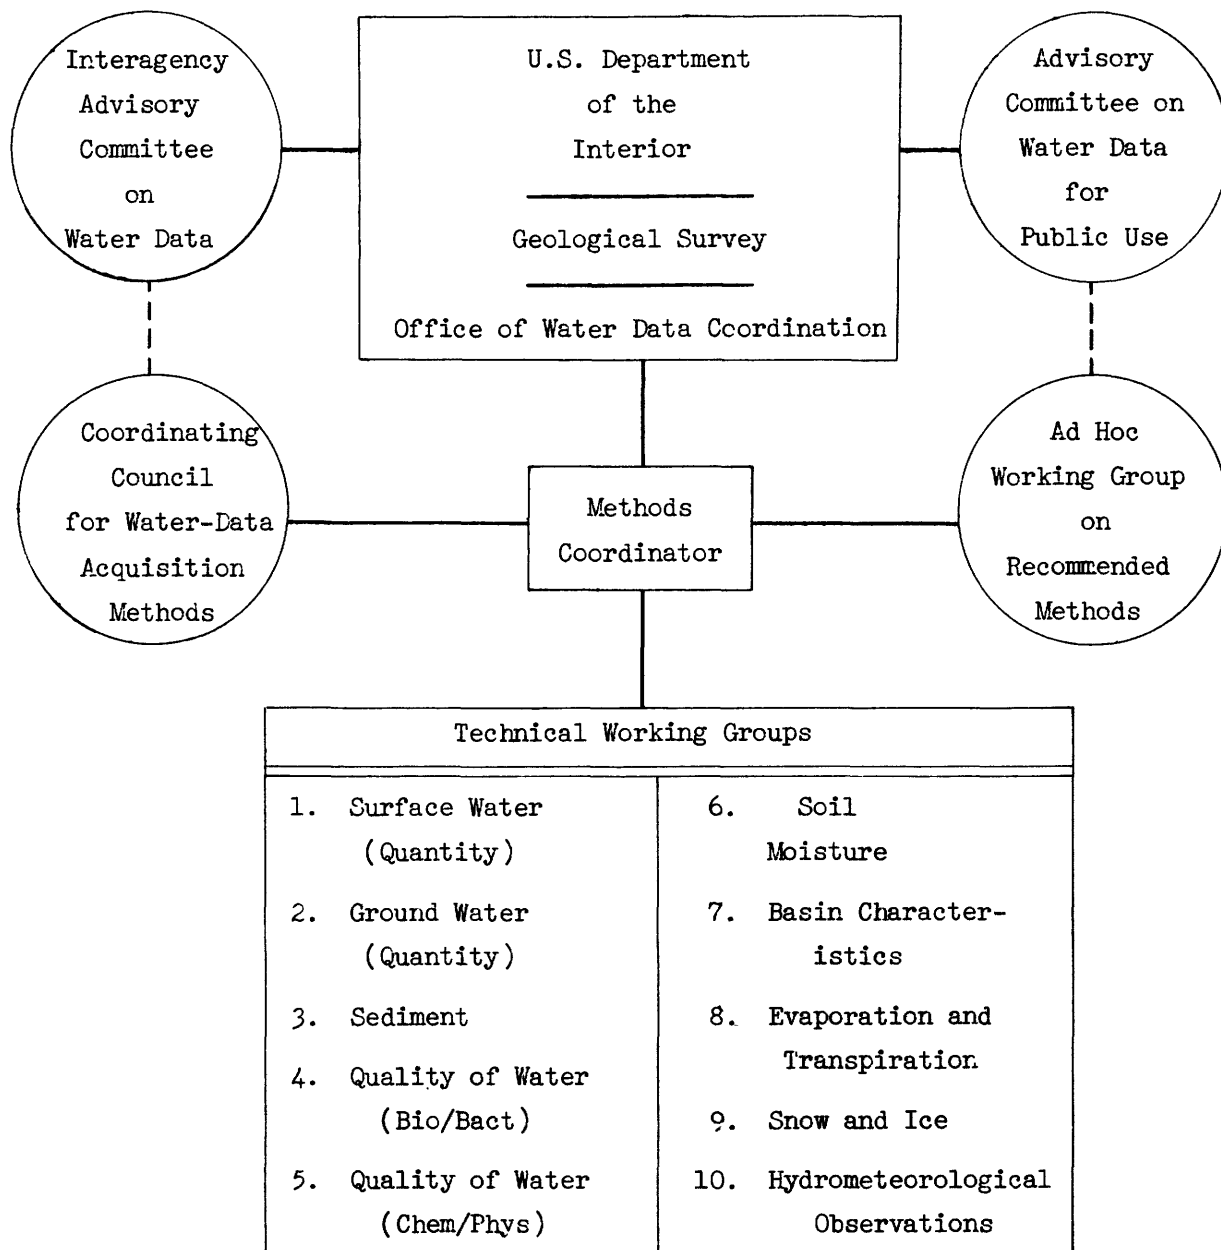 Interagency
Advisory
Committee
on
Water Data
U.S. Department
of the
Interior
Geological Survey
Office of Water Data Coordination
Advisory
Committee on
Water Data
for
Public Use
Coordinating
Council
for Water-Data
Acquisition
Methods
Methods
Coordinator
Ad Hoc
Working Group
on
Recommended
Methods
Technical Working Groups
1. Surface Water
(Quantity)
2. Ground Water
(Quantity)
3. Sediment
4. Quality of Water
(Bio/Bact)
5. Quality of Water
(Chem/Phys)
6. Soil
Moisture
7. Basin Character-
istics
8. Evaporation and
Transpiration
9. Snow and Ice
10. Hydrometeorological
Observations